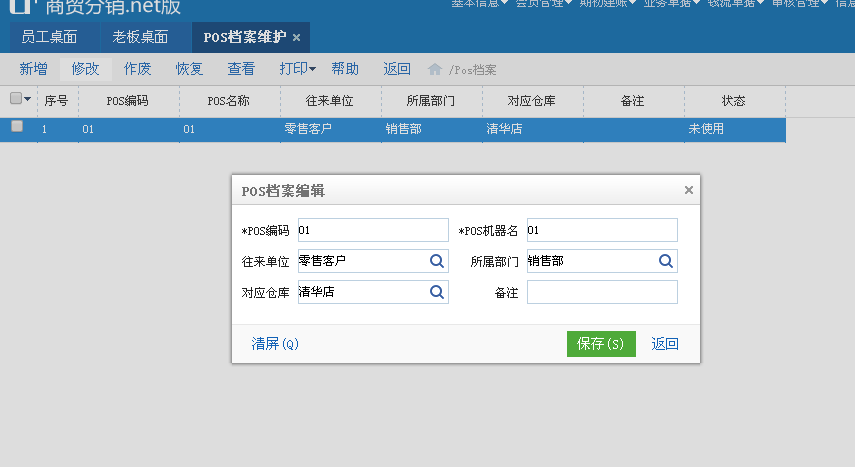 商贸分销.net版
基本信息 会员管理 期初建账 业务单据 钱流单据 审核管理 信息
员工桌面 老板桌面 POS档案维护 ×
新增 修改 作废 恢复 查看 打印 帮助 返回 /Pos档案
序号 POS编码 POS名称 往来单位 所属部门 对应仓库 备注 状态
1 01 01 零售客户 销售部 清华店 未使用
POS档案编辑 ×
*POS编码 01 *POS机器名 01
往来单位 零售客户 所属部门 销售部
对应仓库 清华店 备注
清屏(Q) 保存(S) 返回